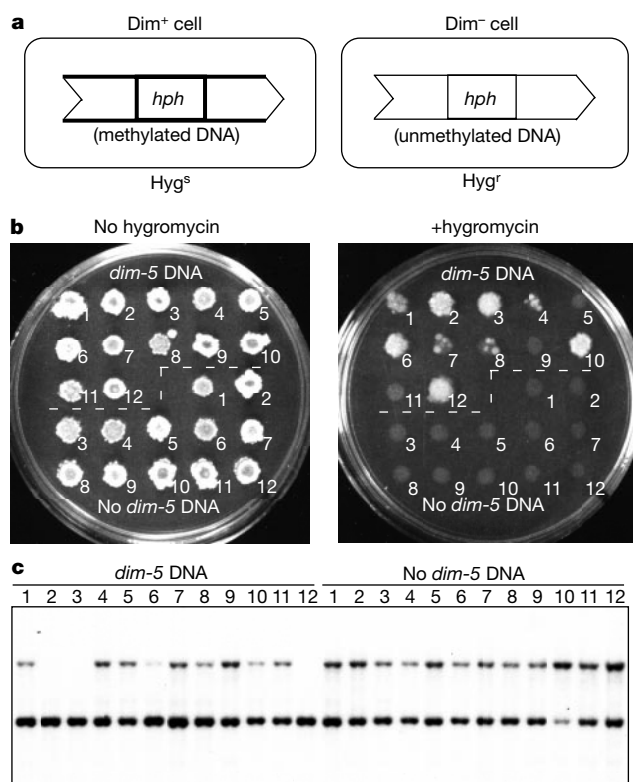 a
Dim+ cell Dim– cell
hph hph
(methylated DNA) (unmethylated DNA)
Hygs Hygr
b
No hygromycin +hygromycin
dim-5 DNA
1 2 3 4 5
6 7 8 9 10
11 12 1 2
3 4 5 6 7
8 9 10 11 12
No dim-5 DNA
dim-5 DNA
1 2 3 4 5
6 7 8 9 10
11 12 1 2
3 4 5 6 7
8 9 10 11 12
No dim-5 DNA
c
dim-5 DNA No dim-5 DNA
1 2 3 4 5 6 7 8 9 10 11 12 1 2 3 4 5 6 7 8 9 10 11 12